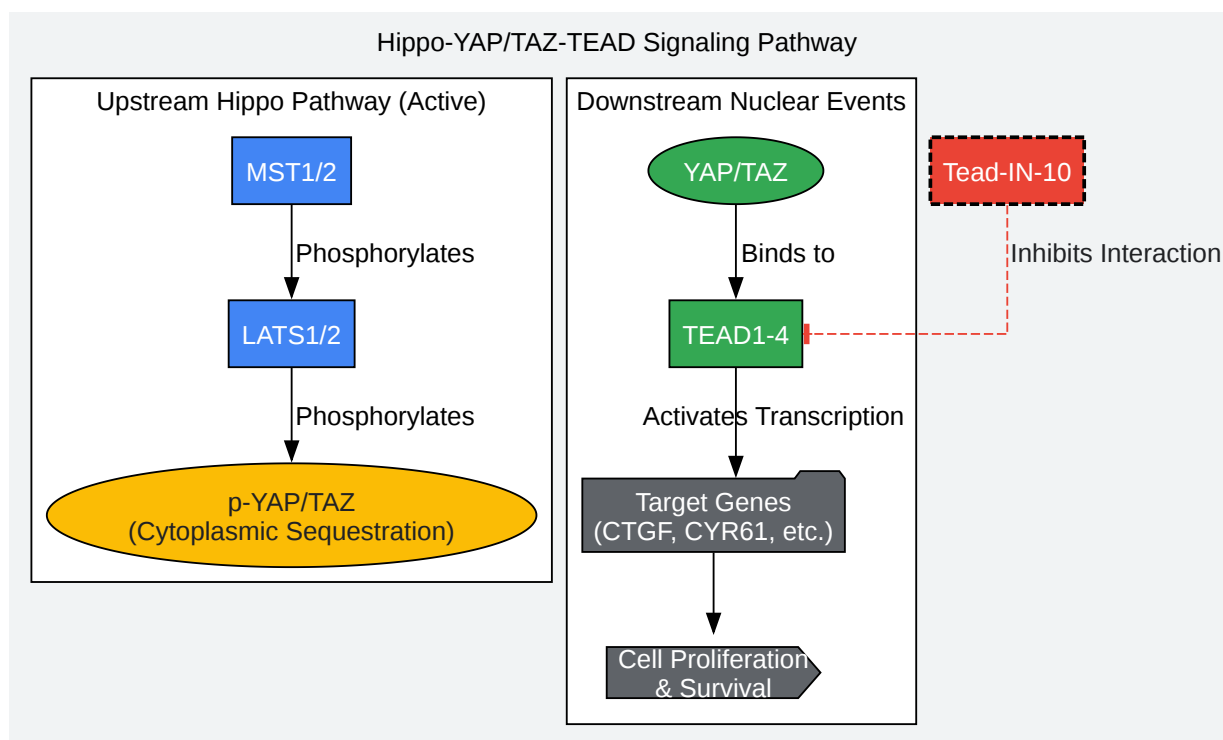 Hippo-YAP/TAZ-TEAD Signaling Pathway
Upstream Hippo Pathway (Active)
MST1/2
Phosphorylates
LATS1/2
Phosphorylates
p-YAP/TAZ
(Cytoplasmic Sequestration)
Downstream Nuclear Events
YAP/TAZ
Binds to
TEAD1-4
Activates Transcription
Target Genes
(CTGF, CYR61, etc.)
Cell Proliferation
& Survival
Tead-IN-10
Inhibits Interaction